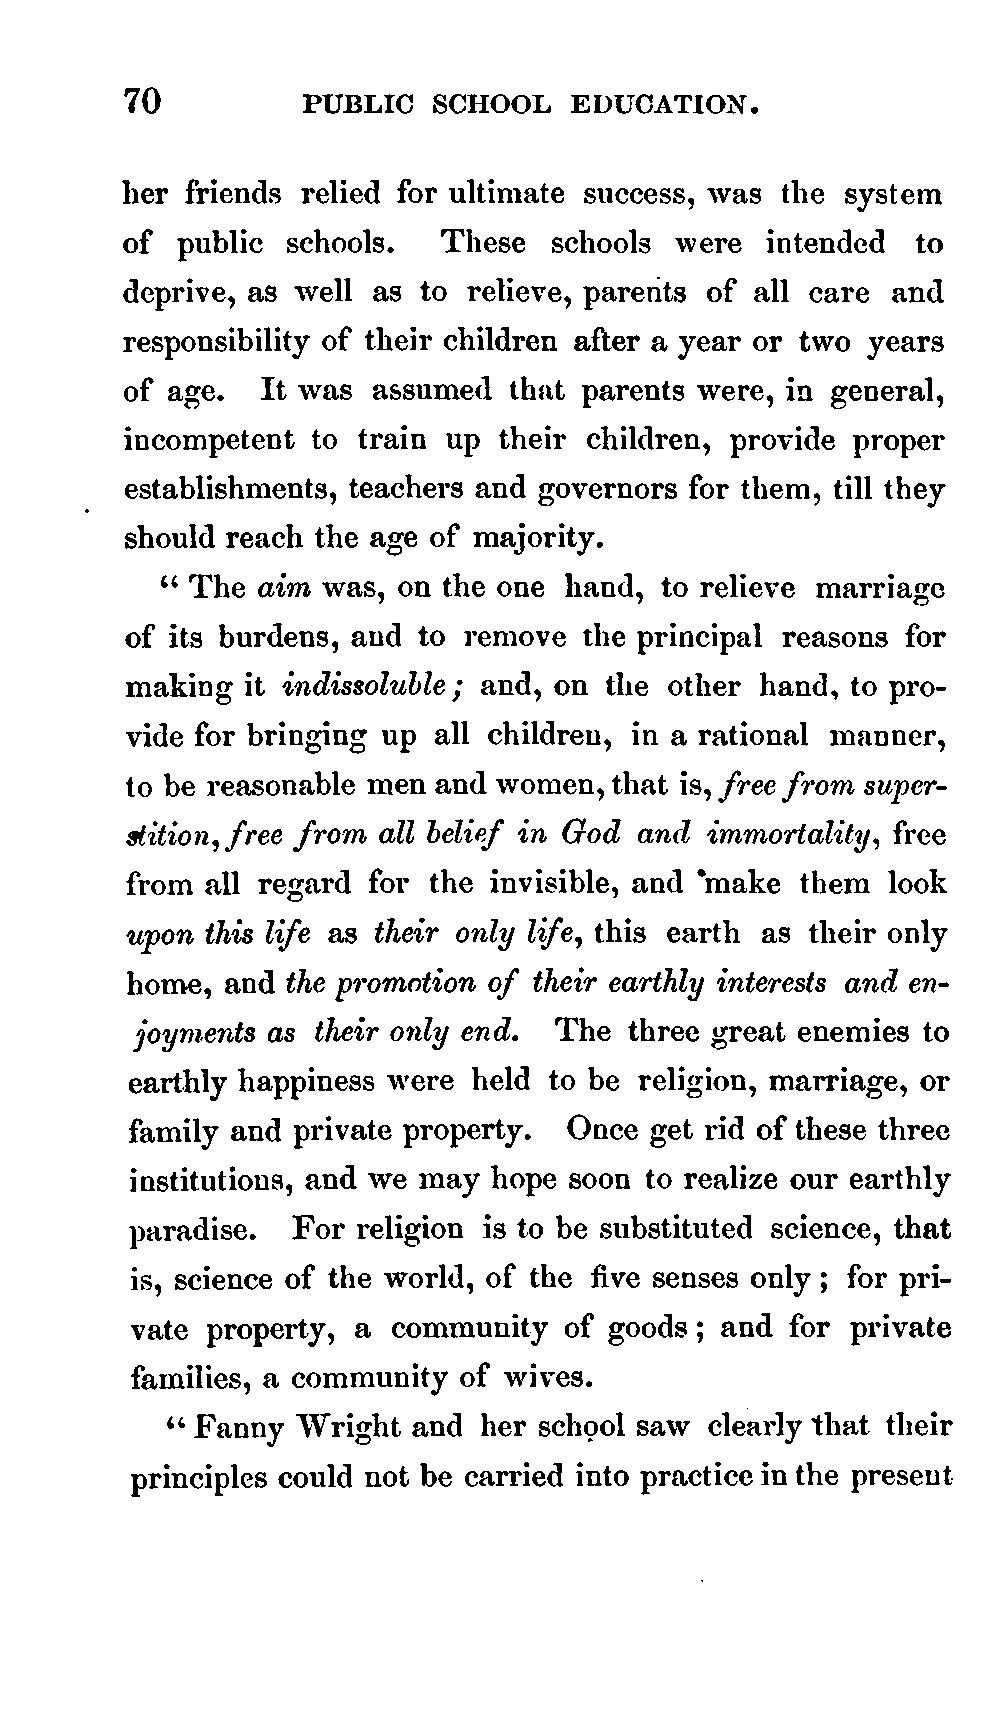 70 PUBLIC SCHOOL EDUCATION.
her friends relied for ultimate success, was the system
of public schools. These schools were intended to
deprive, as well as to relieve, parents of all care and
responsibility of their children after a year or two years
of age. It was assumed that parents were, in general,
incompetent to train up their children, provide proper
establishments, teachers and governors for them, till they
should reach the age of majority.
“ The aim was, on the one hand, to relieve marriage
of its burdens, and to remove the principal reasons for
making it indissoluble; and, on the other hand, to pro-
vide for bringing up all children, in a rational manner,
to be reasonable men and women, that is, free from super-
stition, free from all belief in God and immortality, free
from all regard for the invisible, and make them look
upon this life as their only life, this earth as their only
home, and the promotion of their earthly interests and en-
joyments as their only end. The three great enemies to
earthly happiness were held to be religion, marriage, or
family and private property. Once get rid of these three
institutions, and we may hope soon to realize our earthly
paradise. For religion is to be substituted science, that
is, science of the world, of the five senses only; for pri-
vate property, a community of goods; and for private
families, a community of wives.
“ Fanny Wright and her school saw clearly that their
principles could not be carried into practice in the present